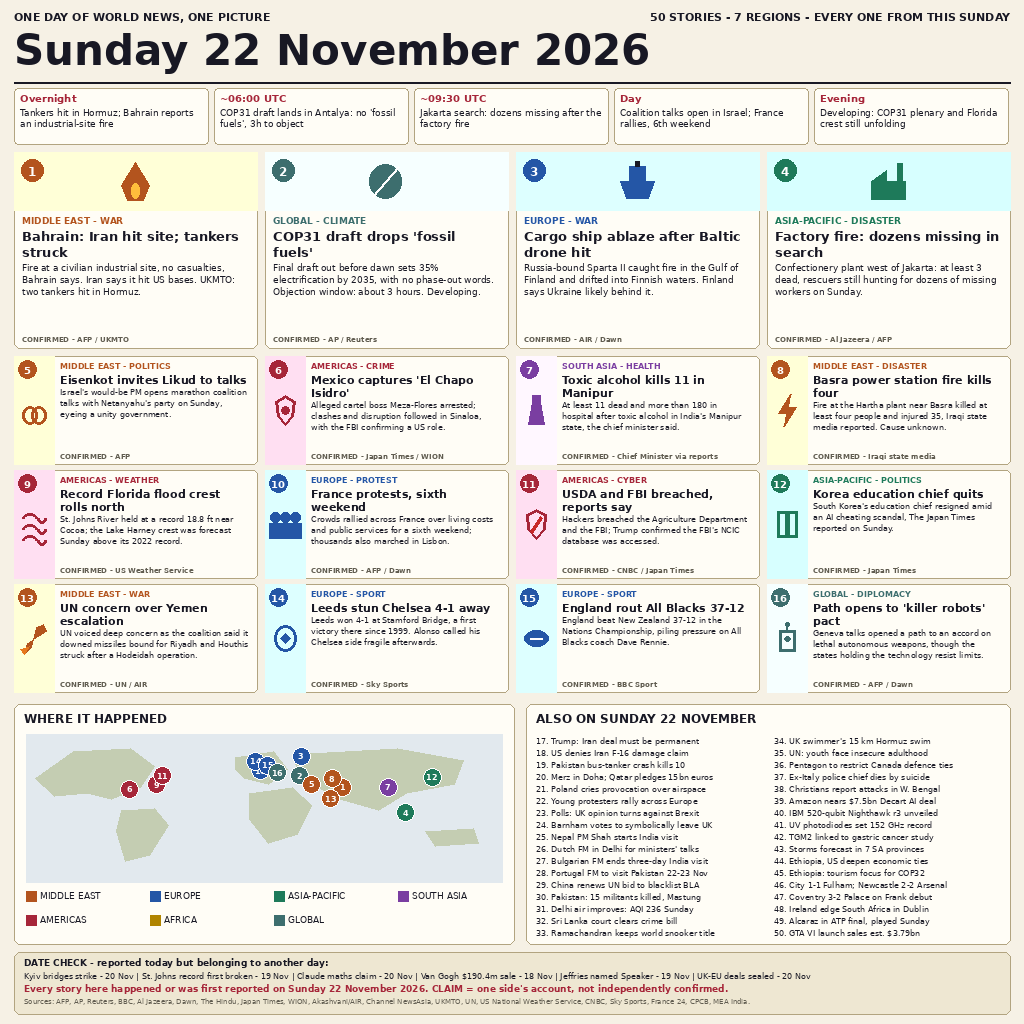 ONE DAY OF WORLD NEWS, ONE PICTURE
50 STORIES - 7 REGIONS - EVERY ONE FROM THIS SUNDAY
Sunday 22 November 2026
Overnight
Tankers hit in Hormuz; Bahrain reports
an industrial-site fire
~06:00 UTC
COP31 draft lands in Antalya: no 'fossil
fuels', 3h to object
~09:30 UTC
Jakarta search: dozens missing after the
factory fire
Day
Coalition talks open in Israel; France
rallies, 6th weekend
Evening
Developing: COP31 plenary and Florida
crest still unfolding
1
MIDDLE EAST - WAR
Bahrain: Iran hit site; tankers
struck
Fire at a civilian industrial site, no casualties,
Bahrain says. Iran says it hit US bases. UKMTO:
two tankers hit in Hormuz.
CONFIRMED - AFP / UKMTO
2
GLOBAL - CLIMATE
COP31 draft drops 'fossil
fuels'
Final draft out before dawn sets 35%
electrification by 2035, with no phase-out words.
Objection window: about 3 hours. Developing.
CONFIRMED - AP / Reuters
3
EUROPE - WAR
Cargo ship ablaze after Baltic
drone hit
Russia-bound Sparta II caught fire in the Gulf of
Finland and drifted into Finnish waters. Finland
says Ukraine likely behind it.
CONFIRMED - AIR / Dawn
4
ASIA-PACIFIC - DISASTER
Factory fire: dozens missing in
search
Confectionery plant west of Jakarta: at least 3
dead, rescuers still hunting for dozens of missing
workers on Sunday.
CONFIRMED - Al Jazeera / AFP
5
MIDDLE EAST - POLITICS
Eisenkot invites Likud to talks
Israel's would-be PM opens marathon coalition
talks with Netanyahu's party on Sunday,
eyeing a unity government.
CONFIRMED - AFP
6
AMERICAS - CRIME
Mexico captures 'El Chapo
Isidro'
Alleged cartel boss Meza-Flores arrested;
clashes and disruption followed in Sinaloa,
with the FBI confirming a US role.
CONFIRMED - Japan Times / WION
7
SOUTH ASIA - HEALTH
Toxic alcohol kills 11 in
Manipur
At least 11 dead and more than 180 in
hospital after toxic alcohol in India's Manipur
state, the chief minister said.
CONFIRMED - Chief Minister via reports
8
MIDDLE EAST - DISASTER
Basra power station fire kills
four
Fire at the Hartha plant near Basra killed at
least four people and injured 35, Iraqi state
media reported. Cause unknown.
CONFIRMED - Iraqi state media
9
AMERICAS - WEATHER
Record Florida flood crest
rolls north
St. Johns River held at a record 18.8 ft near
Cocoa; the Lake Harney crest was forecast
Sunday above its 2022 record.
CONFIRMED - US Weather Service
10
EUROPE - PROTEST
France protests, sixth
weekend
Crowds rallied across France over living costs
and public services for a sixth weekend;
thousands also marched in Lisbon.
CONFIRMED - AFP / Dawn
11
AMERICAS - CYBER
USDA and FBI breached,
reports say
Hackers breached the Agriculture Department
and the FBI; Trump confirmed the FBI's NCIC
database was accessed.
CONFIRMED - CNBC / Japan Times
12
ASIA-PACIFIC - POLITICS
Korea education chief quits
South Korea's education chief resigned amid
an AI cheating scandal, The Japan Times
reported on Sunday.
CONFIRMED - Japan Times
13
MIDDLE EAST - WAR
UN concern over Yemen
escalation
UN voiced deep concern as the coalition said it
downed missiles bound for Riyadh and Houthis
struck after a Hodeidah operation.
CONFIRMED - UN / AIR
14
EUROPE - SPORT
Leeds stun Chelsea 4-1 away
Leeds won 4-1 at Stamford Bridge, a first
victory there since 1999. Alonso called his
Chelsea side fragile afterwards.
CONFIRMED - Sky Sports
15
EUROPE - SPORT
England rout All Blacks 37-12
England beat New Zealand 37-12 in the
Nations Championship, piling pressure on All
Blacks coach Dave Rennie.
CONFIRMED - BBC Sport
16
GLOBAL - DIPLOMACY
Path opens to 'killer robots'
pact
Geneva talks opened a path to an accord on
lethal autonomous weapons, though the
states holding the technology resist limits.
CONFIRMED - AFP / Dawn
WHERE IT HAPPENED
3
15
16
2
11
9
6
5
8
13
7
12
4
MIDDLE EAST
EUROPE
ASIA-PACIFIC
SOUTH ASIA
AMERICAS
AFRICA
GLOBAL
ALSO ON SUNDAY 22 NOVEMBER
17. Trump: Iran deal must be permanent
18. US denies Iran F-16 damage claim
19. Pakistan bus-tanker crash kills 10
20. Merz in Doha; Qatar pledges 15bn euros
21. Poland cries provocation over airspace
22. Young protesters rally across Europe
23. Polls: UK opinion turns against Brexit
24. Barnham votes to symbolically leave UK
25. Nepal PM Shah starts India visit
26. Dutch FM in Delhi for ministers' talks
27. Bulgarian FM ends three-day India visit
28. Portugal FM to visit Pakistan 22-23 Nov
29. China renews UN bid to blacklist BLA
30. Pakistan: 15 militants killed, Mastung
31. Delhi air improves: AQI 236 Sunday
32. Sri Lanka court clears crime bill
33. Ramachandran keeps world snooker title
34. UK swimmer's 15 km Hormuz swim
35. UN: youth face insecure adulthood
36. Pentagon to restrict Canada defence ties
37. Ex-Italy police chief dies by suicide
38. Christians report attacks in W. Bengal
39. Amazon nears $7.5bn Decart AI deal
40. IBM 520-qubit Nighthawk r3 unveiled
41. UV photodiodes set 152 GHz record
42. TGM2 linked to gastric cancer study
43. Storms forecast in 7 SA provinces
44. Ethiopia, US deepen economic ties
45. Ethiopia: tourism focus for COP32
46. City 1-1 Fulham; Newcastle 2-2 Arsenal
47. Coventry 3-2 Palace on Frank debut
48. Ireland edge South Africa in Dublin
49. Alcaraz in ATP final, played Sunday
50. GTA VI launch sales est. $3.79bn
DATE CHECK - reported today but belonging to another day:
Kyiv bridges strike - 20 Nov | St. Johns record first broken - 19 Nov | Claude maths claim - 20 Nov | Van Gogh $190.4m sale - 18 Nov | Jeffries named Speaker - 19 Nov | UK-EU deals sealed - 20 Nov
Every story here happened or was first reported on Sunday 22 November 2026. CLAIM = one side's account, not independently confirmed.
Sources: AFP, AP, Reuters, BBC, Al Jazeera, Dawn, The Hindu, Japan Times, WION, Akashvani/AIR, Channel NewsAsia, UKMTO, UN, US National Weather Service, CNBC, Sky Sports, France 24, CPCB, MEA India.